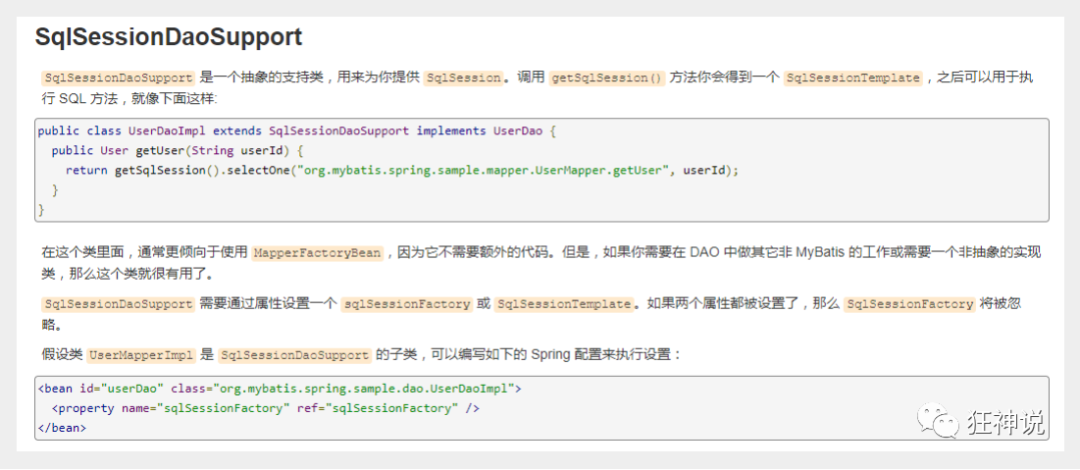 SqlSessionDaoSupport
SqlSessionDaoSupport 是一个抽象的支持类，用来为你提供 SqlSession。调用 getSqlSession() 方法你会得到一个 SqlSessionTemplate，之后可以用于执
行 SQL 方法，就像下面这样:
public class UserDaoImpl extends SqlSessionDaoSupport implements UserDao {
  public User getUser(String userId) {
    return getSqlSession().selectOne("org.mybatis.spring.sample.mapper.UserMapper.getUser", userId);
  }
}
在这个类里面，通常更倾向于使用 MapperFactoryBean，因为它不需要额外的代码。但是，如果你需要在 DAO 中做其它非 MyBatis 的工作或需要一个非抽象的实现
类，那么这个类就很有用了。
SqlSessionDaoSupport 需要通过属性设置一个 sqlSessionFactory 或 SqlSessionTemplate。如果两个属性都被设置了，那么 SqlSessionFactory 将被忽
略。
假设类 UserMapperImpl 是 SqlSessionDaoSupport 的子类，可以编写如下的 Spring 配置来执行设置：
<bean id="userDao" class="org.mybatis.spring.sample.dao.UserDaoImpl">
  <property name="sqlSessionFactory" ref="sqlSessionFactory" />
</bean>
狂神说